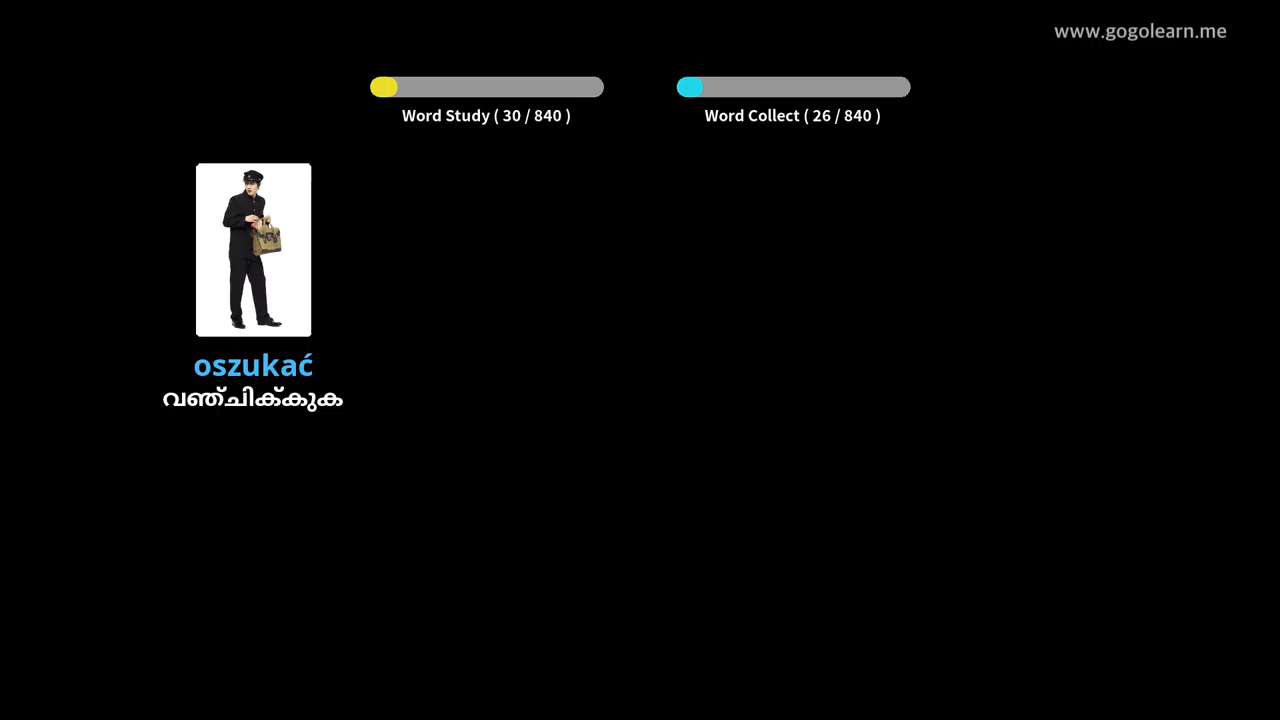 www.gogolearn.me
Word Study ( 30 / 840 )
Word Collect ( 26 / 840 )
oszukać
വഞ്ചിക്കുക